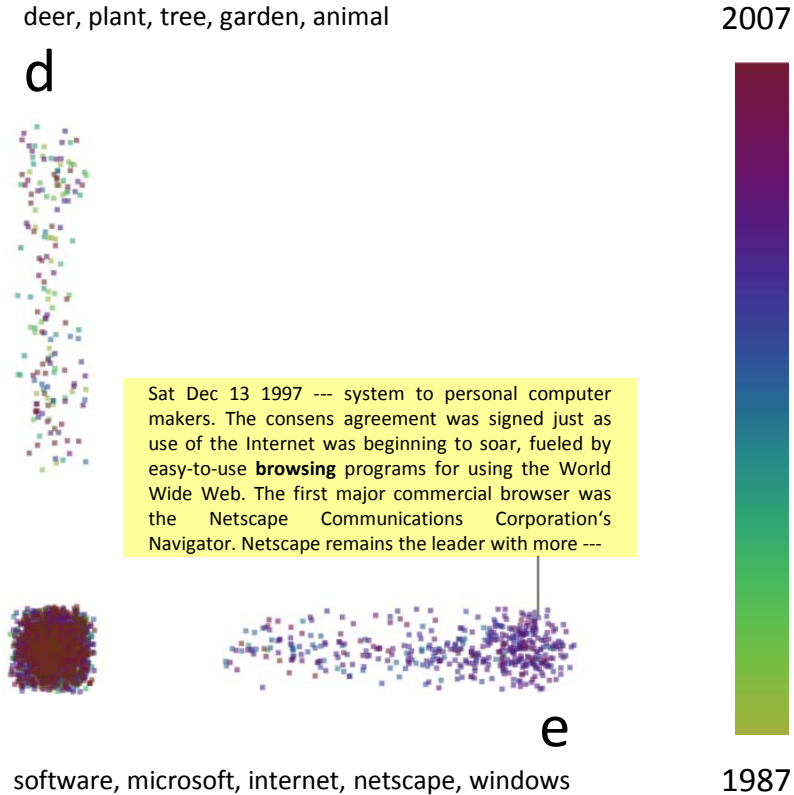 deer, plant, tree, garden, animal
2007
d
Sat Dec 13 1997 --- system to personal computer
makers. The consens agreement was signed just as
use of the Internet was beginning to soar, fueled by
easy-to-use browsing programs for using the World
Wide Web. The first major commercial browser was
the Netscape Communications Corporation‘s
Navigator. Netscape remains the leader with more ---
e
software, microsoft, internet, netscape, windows
1987